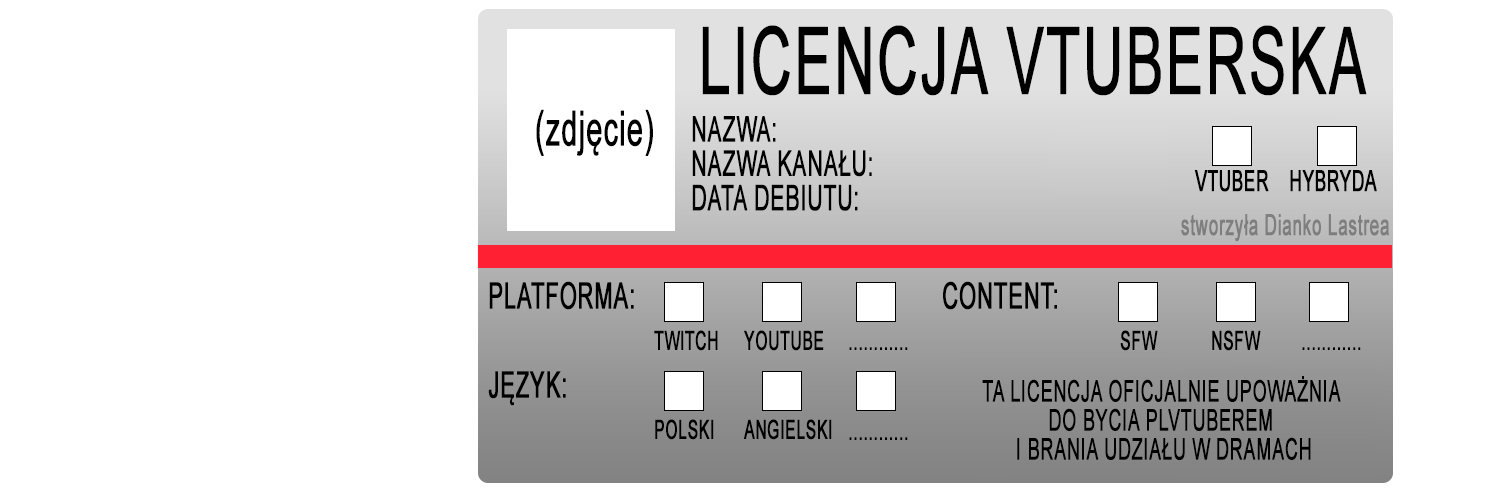 LICENCJA VTUBERSKA
(zdjęcie)
NAZWA:
NAZWA KANAŁU:
DATA DEBIUTU:
VTUBER HYBRYDA
stworzyła Dianko Lastrea
PLATFORMA:
TWITCH YOUTUBE ............
CONTENT:
SFW NSFW ............
JĘZYK:
POLSKI ANGIELSKI ............
TA LICENCJA OFICJALNIE UPOWAŻNIA
DO BYCIA PLVTUBEREM
I BRANIA UDZIAŁU W DRAMACH